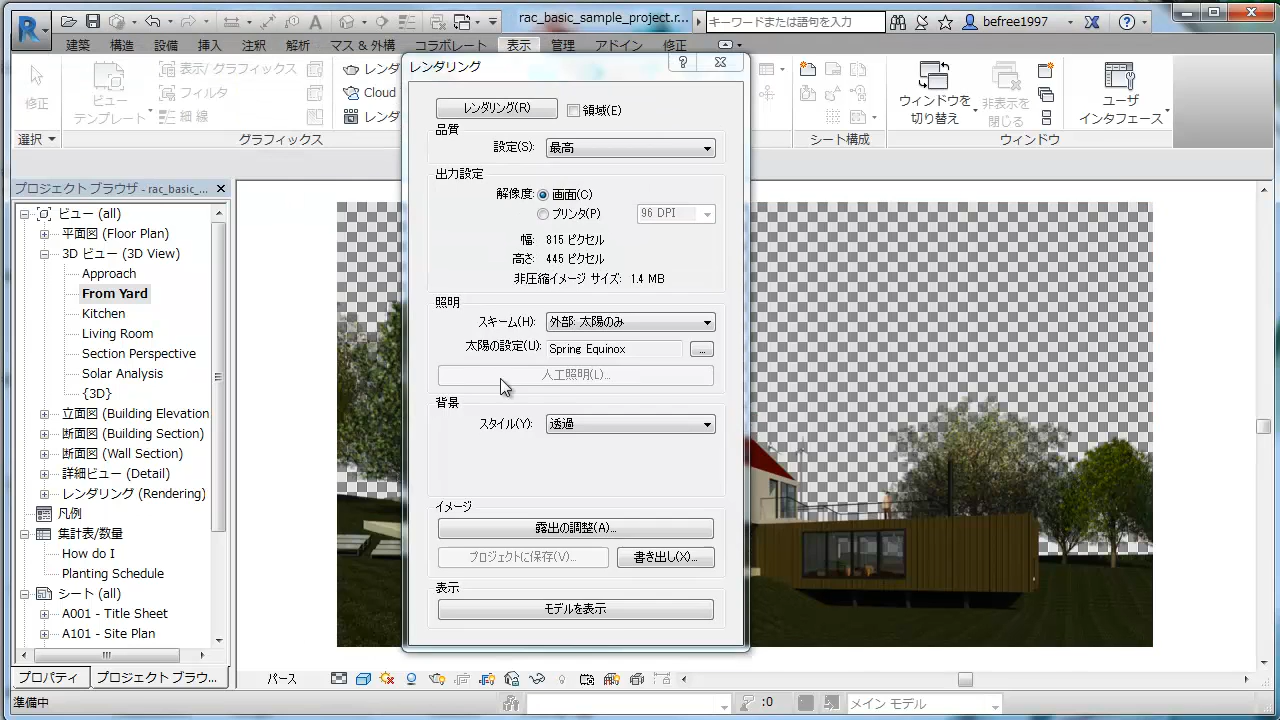 rac_basic_sample_project.r...
キーワードまたは語句を入力
befree1997
建築 構造 設備 挿入 注釈 解析 マス & 外構 コラボレート 表示 管理 アドイン 修正
修正
ビュー
テンプレート
表示/ グラフィックス
フィルタ
細 線
レンダ
Cloud
レンダ
ウィンドウを
切り替え
非表示を
閉じる
ユーザ
インタフェース
選択
グラフィックス
シート構成
ウィンドウ
プロジェクト ブラウザ - rac_basic_...
ビュー (all)
平面図 (Floor Plan)
3D ビュー (3D View)
Approach
From Yard
Kitchen
Living Room
Section Perspective
Solar Analysis
{3D}
立面図 (Building Elevation
断面図 (Building Section)
断面図 (Wall Section)
詳細ビュー (Detail)
レンダリング (Rendering)
凡例
集計表/数量
How do I
Planting Schedule
シート (all)
A001 - Title Sheet
A101 - Site Plan
プロパティ
プロジェクト ブラウ...
レンダリング
レンダリング(R)
領域(E)
品質
設定(S): 最高
出力設定
解像度: 画面(C)
プリンタ(P) 96 DPI
幅: 815 ピクセル
高さ: 445 ピクセル
非圧縮イメージ サイズ: 1.4 MB
照明
スキーム(H): 外部: 太陽のみ
太陽の設定(U): Spring Equinox ...
人工照明(L)...
背景
スタイル(Y): 透過
イメージ
露出の調整(A)...
プロジェクトに保存(V)...
書き出し(X)...
表示
モデルを表示
パース
準備中
:0
メイン モデル